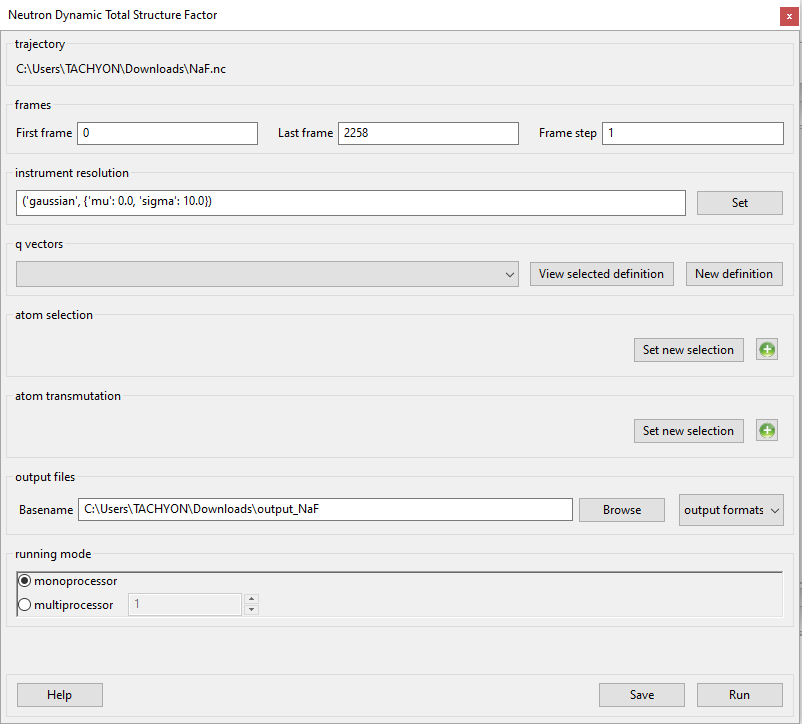 Neutron Dynamic Total Structure Factor
x
trajectory
C:\Users\TACHYON\Downloads\NaF.nc
frames
First frame 0 Last frame 2258 Frame step 1
instrument resolution
('gaussian', {'mu': 0.0, 'sigma': 10.0}) Set
q vectors
View selected definition New definition
atom selection
Set new selection
atom transmutation
Set new selection
output files
Basename C:\Users\TACHYON\Downloads\output_NaF Browse output formats
running mode
monoprocessor
multiprocessor 1
Help Save Run